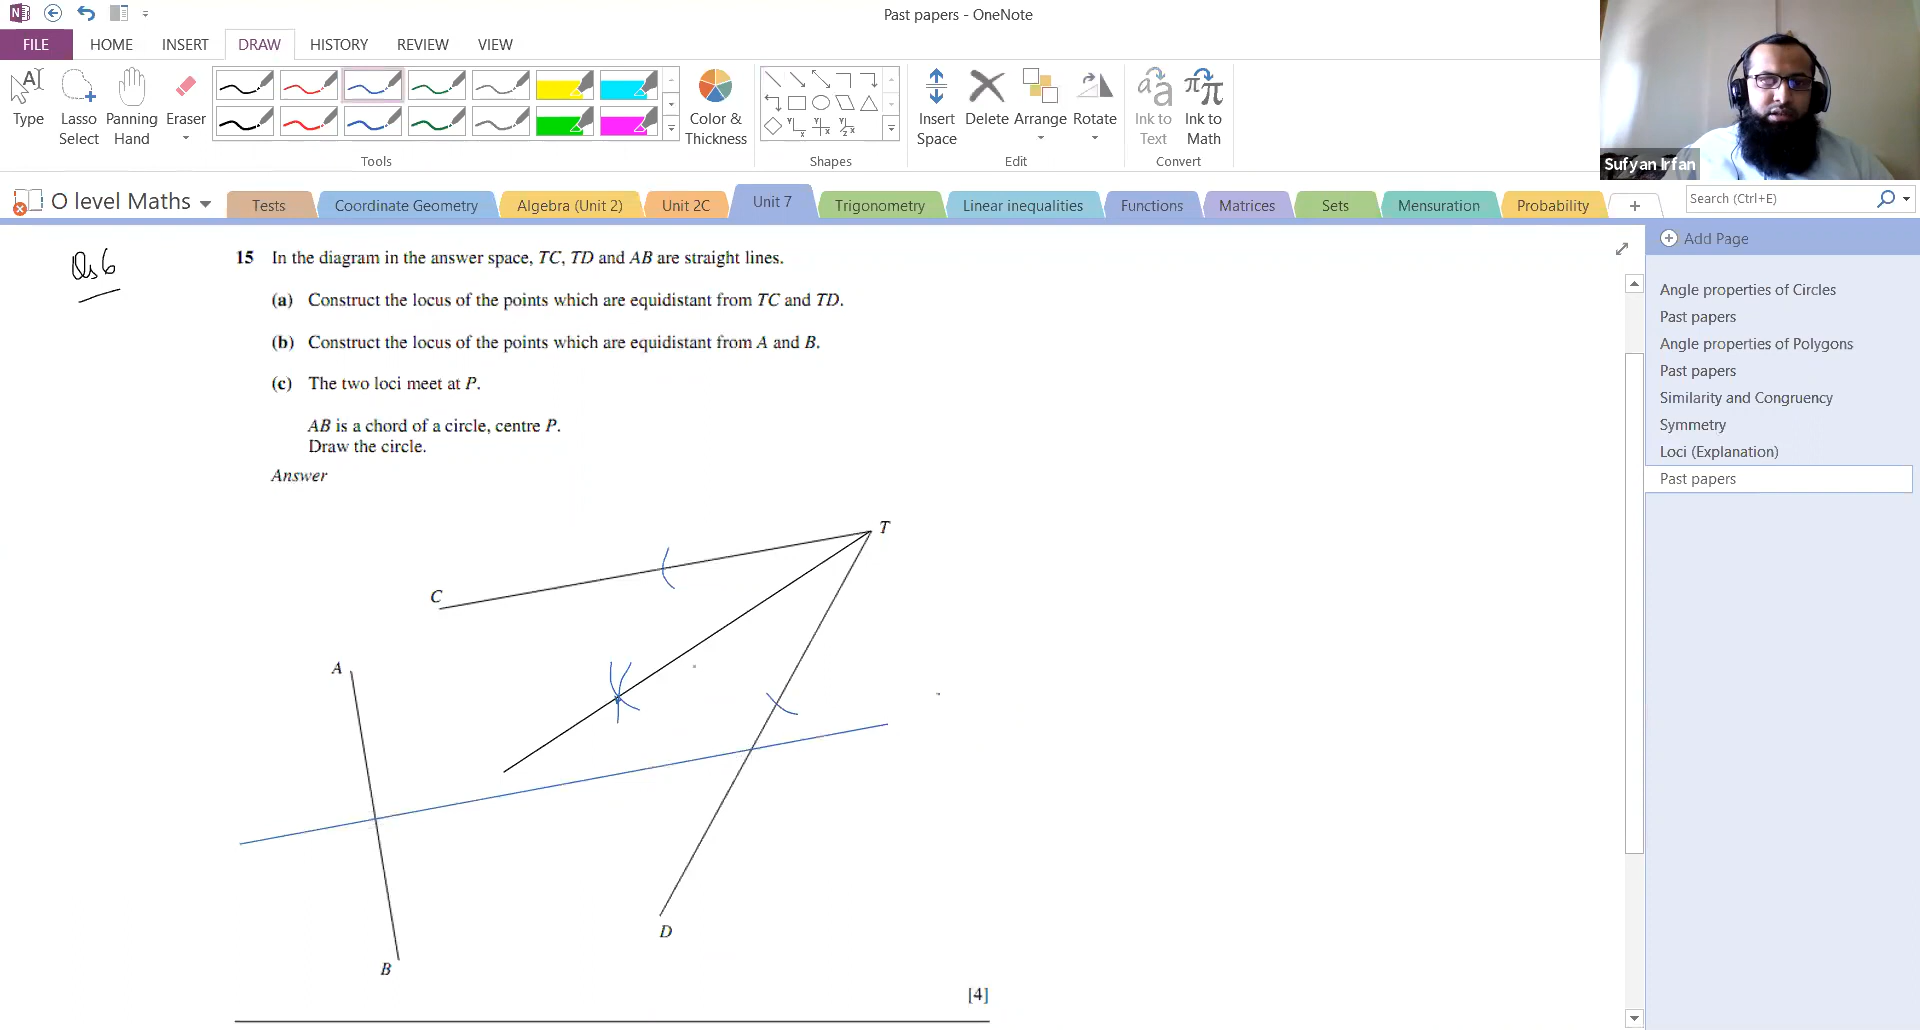 Past papers - OneNote
FILE HOME INSERT DRAW HISTORY REVIEW VIEW
Type
Lasso Select
Panning Hand
Eraser
Color & Thickness
Insert Space
Delete
Arrange
Rotate
Ink to Text
Ink to Math
Tools
Shapes
Edit
Convert
Sufyan Irfan
O level Maths
Tests
Coordinate Geometry
Algebra (Unit 2)
Unit 2C
Unit 7
Trigonometry
Linear inequalities
Functions
Matrices
Sets
Mensuration
Probability
Search (Ctrl+E)
Add Page
Angle properties of Circles
Past papers
Angle properties of Polygons
Past papers
Similarity and Congruency
Symmetry
Loci (Explanation)
Past papers
Qs 6
15 In the diagram in the answer space, TC, TD and AB are straight lines.
(a) Construct the locus of the points which are equidistant from TC and TD.
(b) Construct the locus of the points which are equidistant from A and B.
(c) The two loci meet at P.
AB is a chord of a circle, centre P.
Draw the circle.
Answer
T
C
A
D
B
[4]